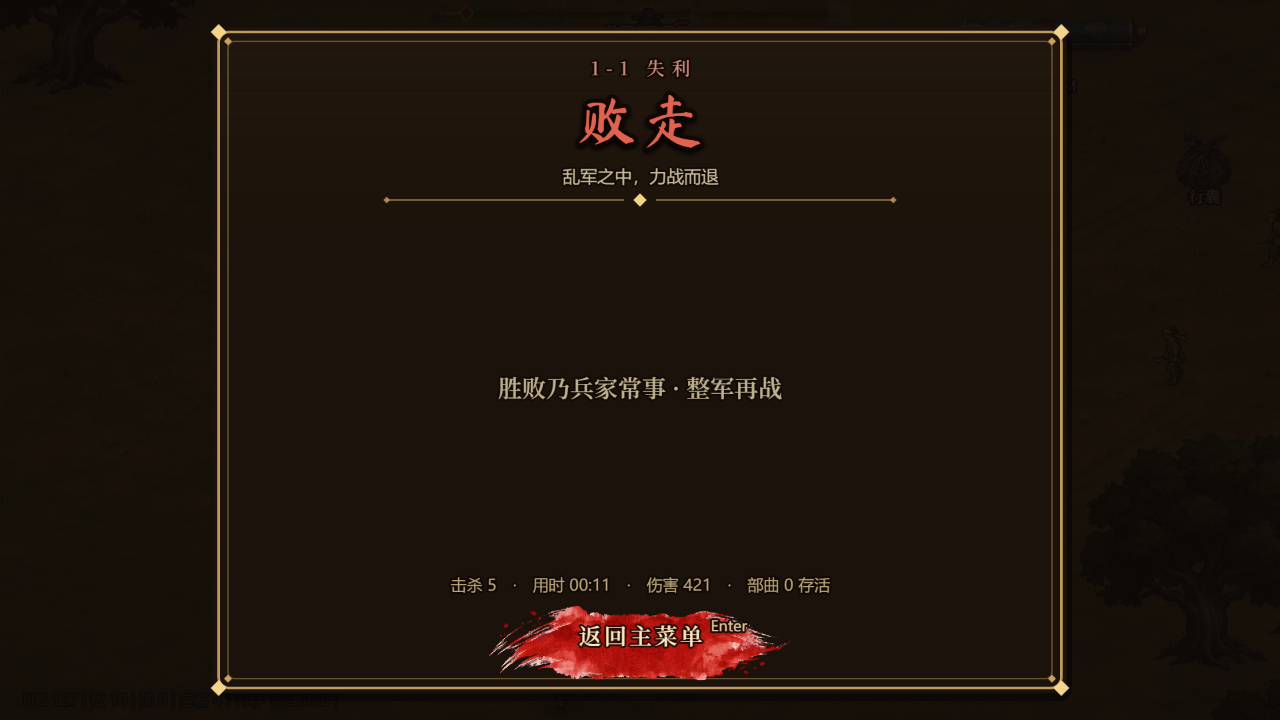 1-1 失利
败走
乱军之中，力战而退
行囊
胜败乃兵家常事 · 整军再战
击杀 5 · 用时 00:11 · 伤害 421 · 部曲 0 存活
返回主菜单 Enter